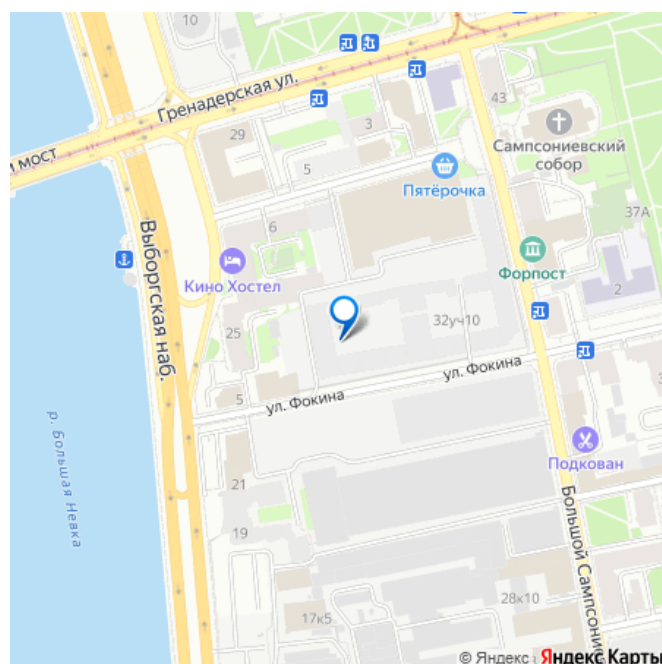 10
Гренадерская ул.
29
3
5
43
Сампсониевский
собор
и мост
Пятёрочка
37А
6
Выборгская наб.
Форпост
Кино Хостел
2
25
32уч10
ул. Фокина
ул. Фокина
5
р. Большая Невка
21
Подкован
19
Большой Сампсоние
28к10
17к5
© Яндекс Яндекс Карты